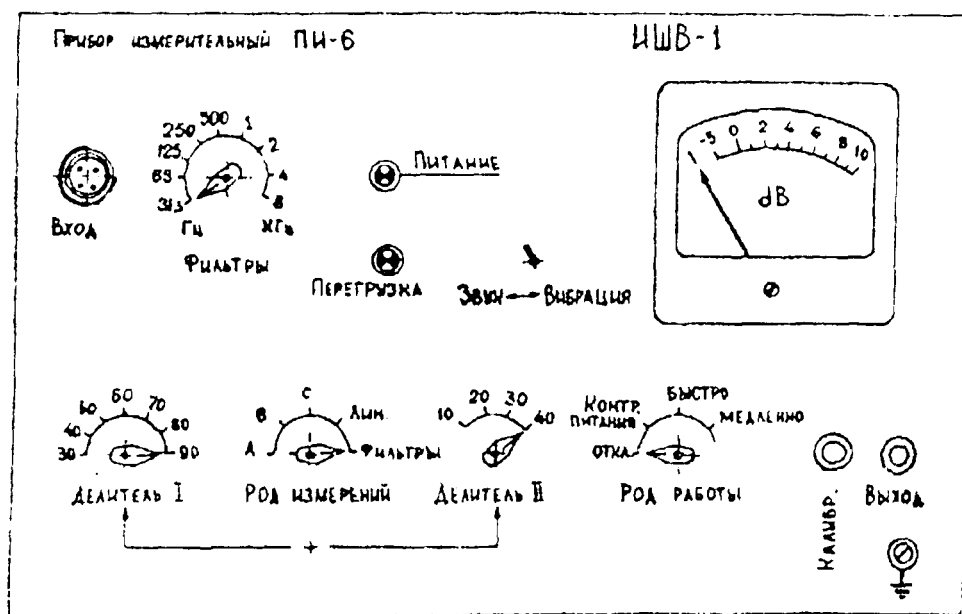 Прибор измерительный ПИ-6
ИШВ-1
31,5 63 125 250 500 1 2 4 8
Гц КГц
Фильтры
Вход
Питание
Перегрузка
Звук Вибрация
-5 0 2 4 6 8 10
dB
30 40 50 60 70 80 90
Делитель I
А В С Лин. Фильтры
Род измерений
10 20 30 40
Делитель II
Откл Контр. питания Быстро Медленно
Род работы
Калибр.
Выход